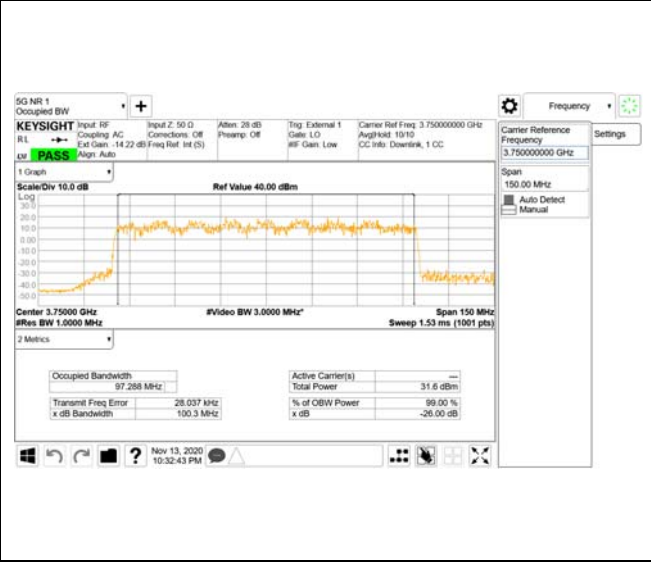 5G NR 1
Occupied BW
Frequency
KEYSIGHT Input: RF Input Z: 50 Ω Atten: 28 dB Trig: External 1 Carrier Ref Freq: 3.750000000 GHz
R L Coupling: AC Corrections: Off Preamp: Off Gate: LO Avg|Hold: 10/10
Ext Gain: -14.22 dB Freq Ref: Int (S) #IF Gain: Low CC Info: Downlink, 1 CC
PASS Align: Auto
Carrier Reference
Frequency
3.750000000 GHz
Settings
Span
150.00 MHz
Auto Detect
Manual
1 Graph
Scale/Div 10.0 dB Ref Value 40.00 dBm
Log
30.0
20.0
10.0
0.00
-10.0
-20.0
-30.0
-40.0
-50.0
Center 3.75000 GHz #Video BW 3.0000 MHz* Span 150 MHz
#Res BW 1.0000 MHz Sweep 1.53 ms (1001 pts)
2 Metrics
Occupied Bandwidth
97.288 MHz
Transmit Freq Error 28.037 kHz
x dB Bandwidth 100.3 MHz
Active Carrier(s) —
Total Power 31.6 dBm
% of OBW Power 99.00 %
x dB -26.00 dB
? Nov 13, 2020
10:32:43 PM